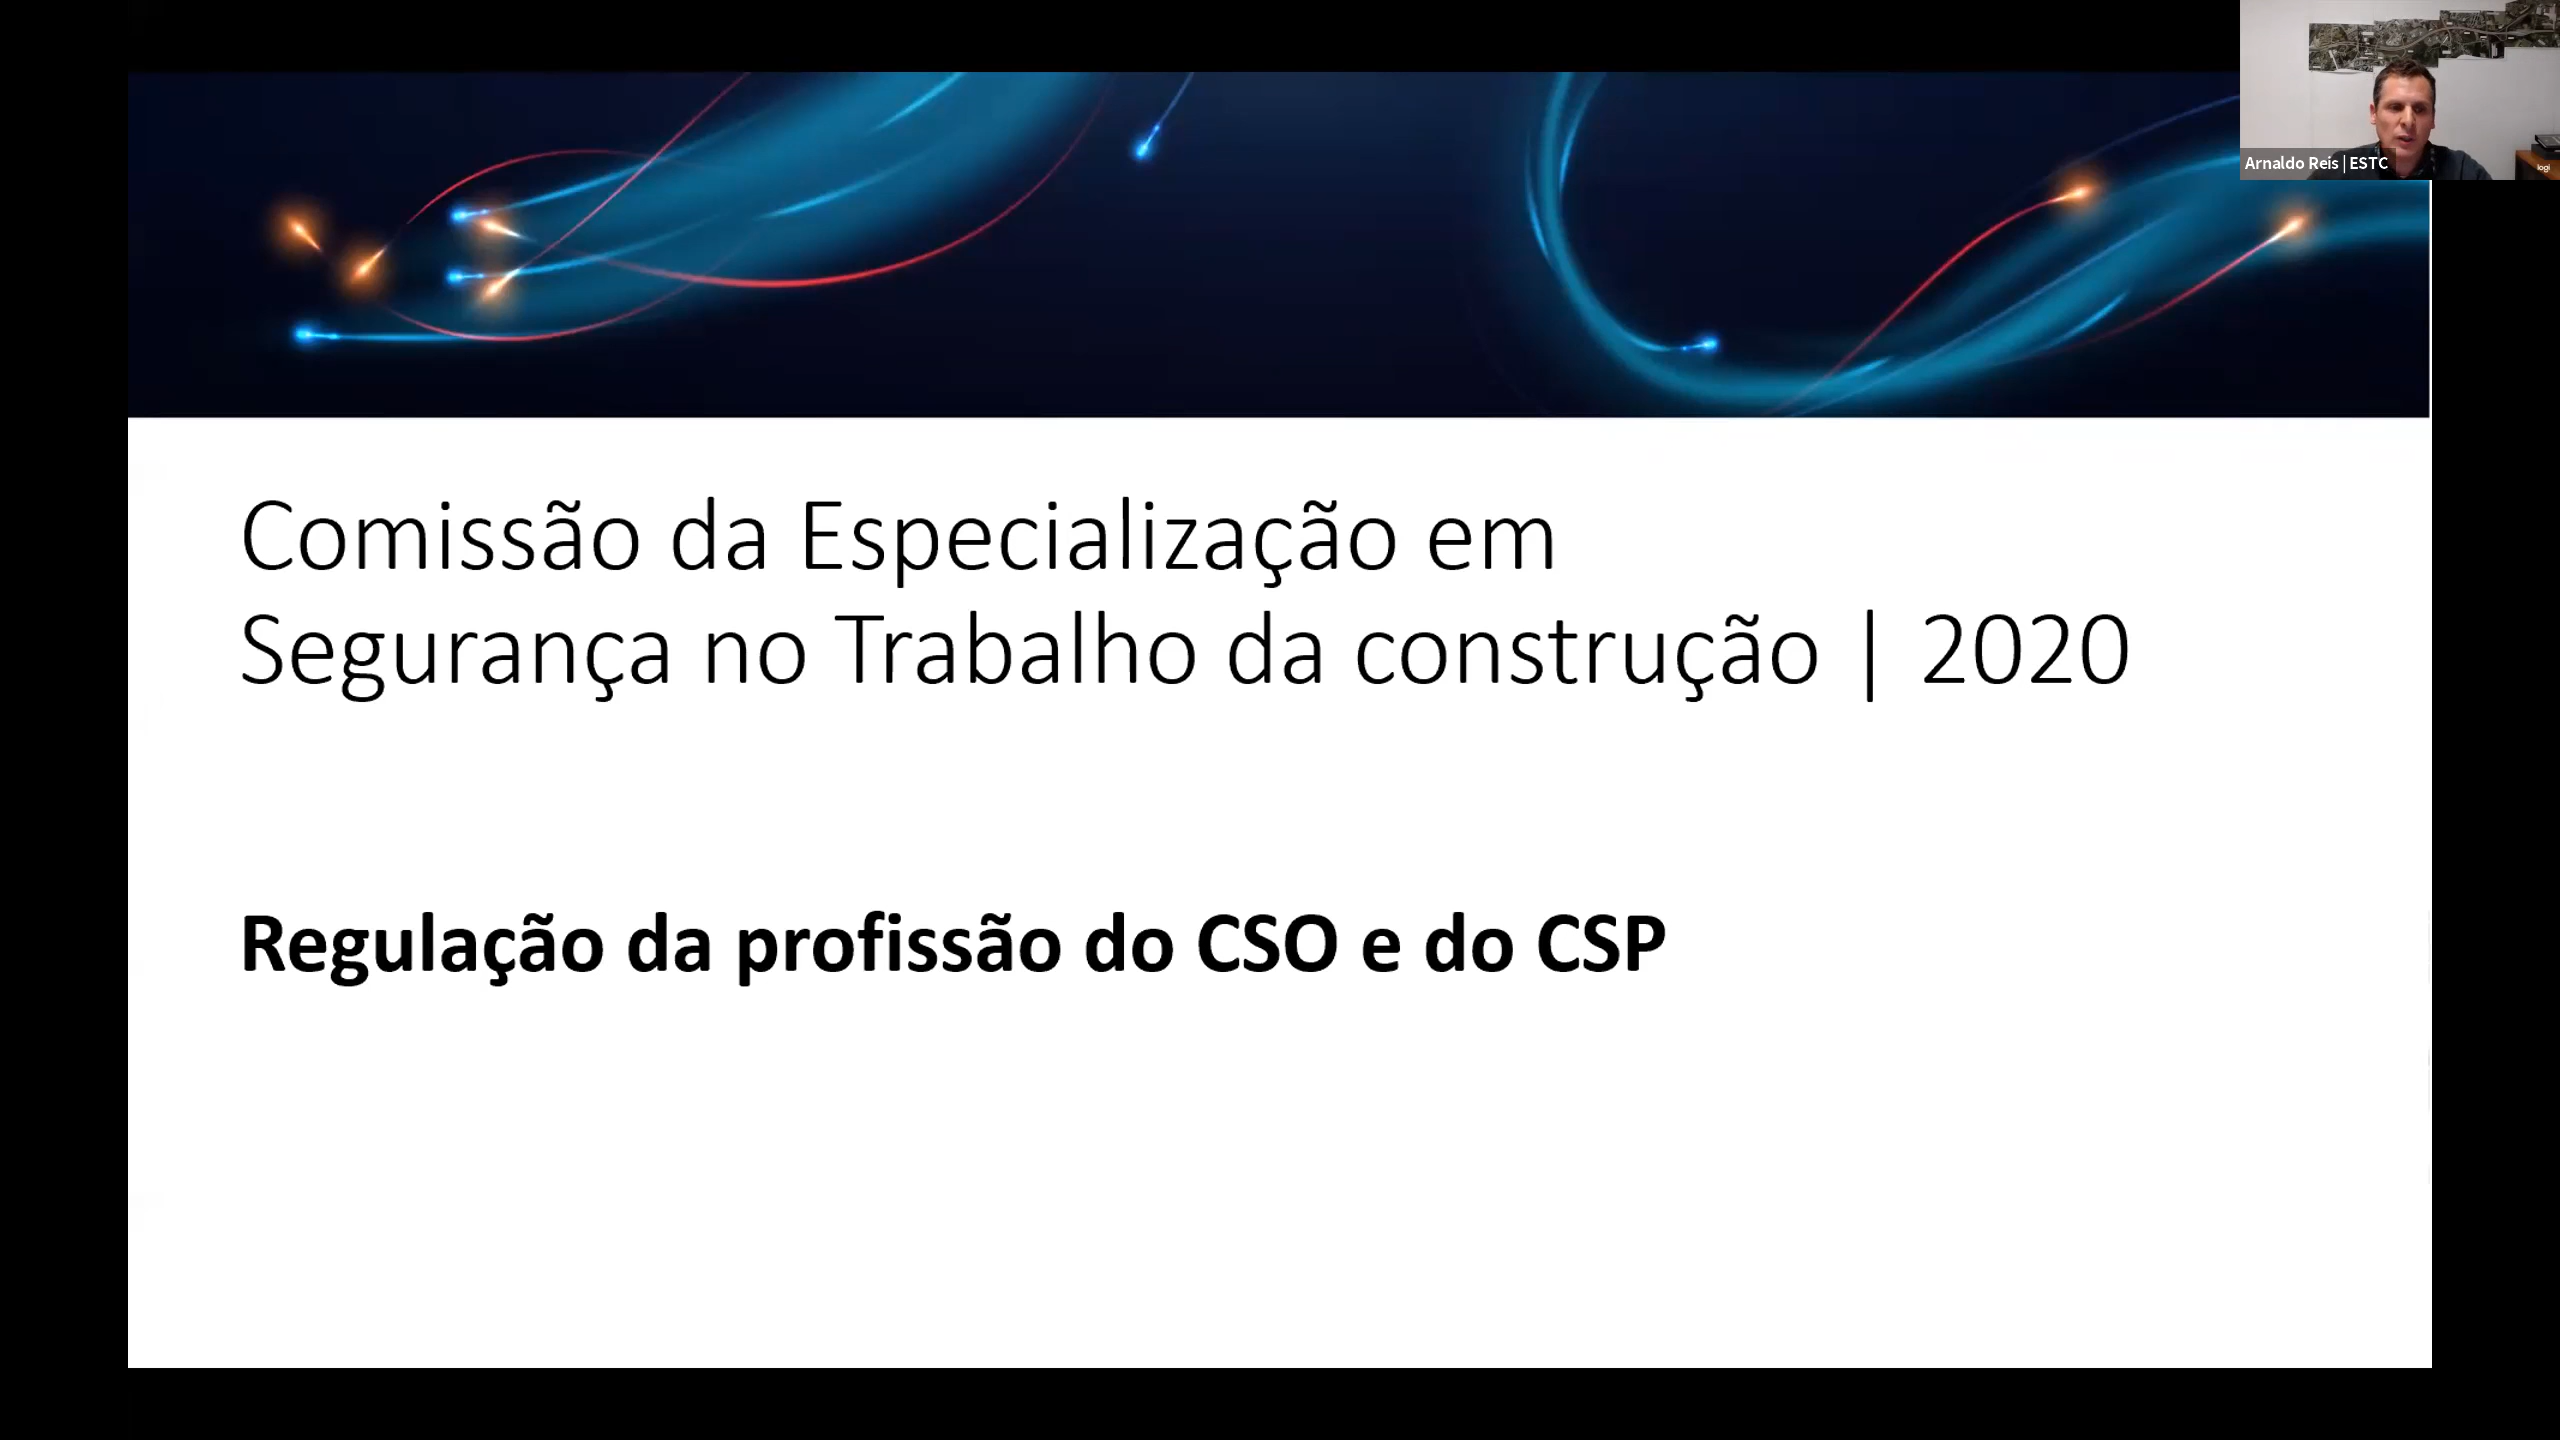 Arnaldo Reis | ESTC
logi
Comissão da Especialização em
Segurança no Trabalho da construção | 2020
Regulação da profissão do CSO e do CSP